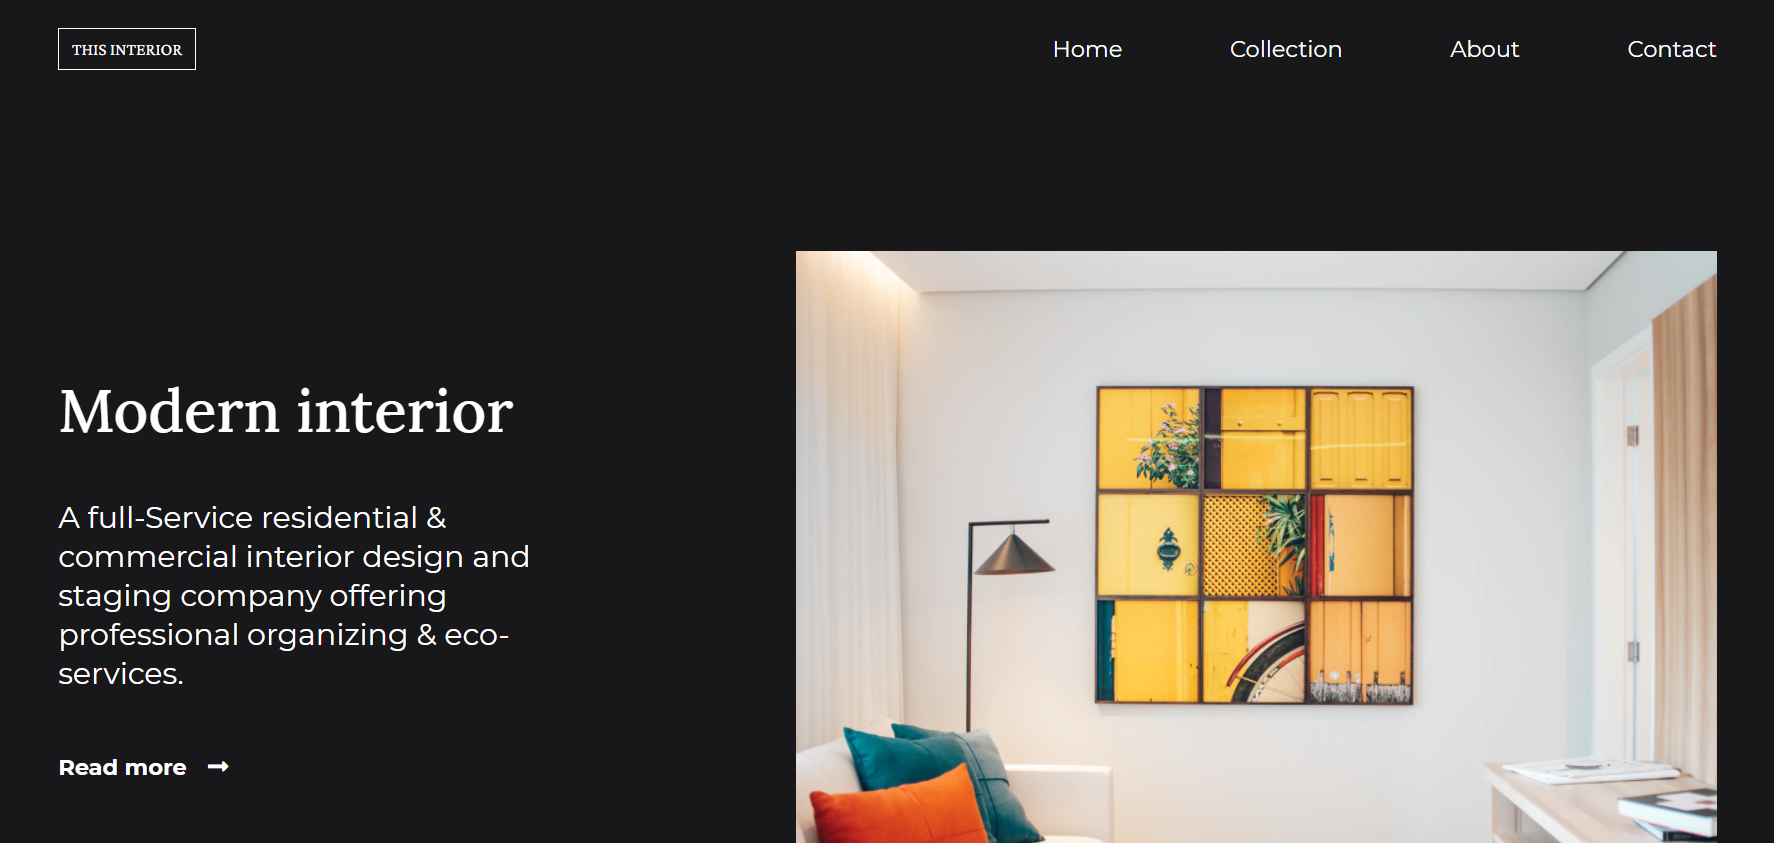 THIS INTERIOR
Home
Collection
About
Contact
Modern interior
A full-Service residential &
commercial interior design and
staging company offering
professional organizing & eco-
services.
Read more